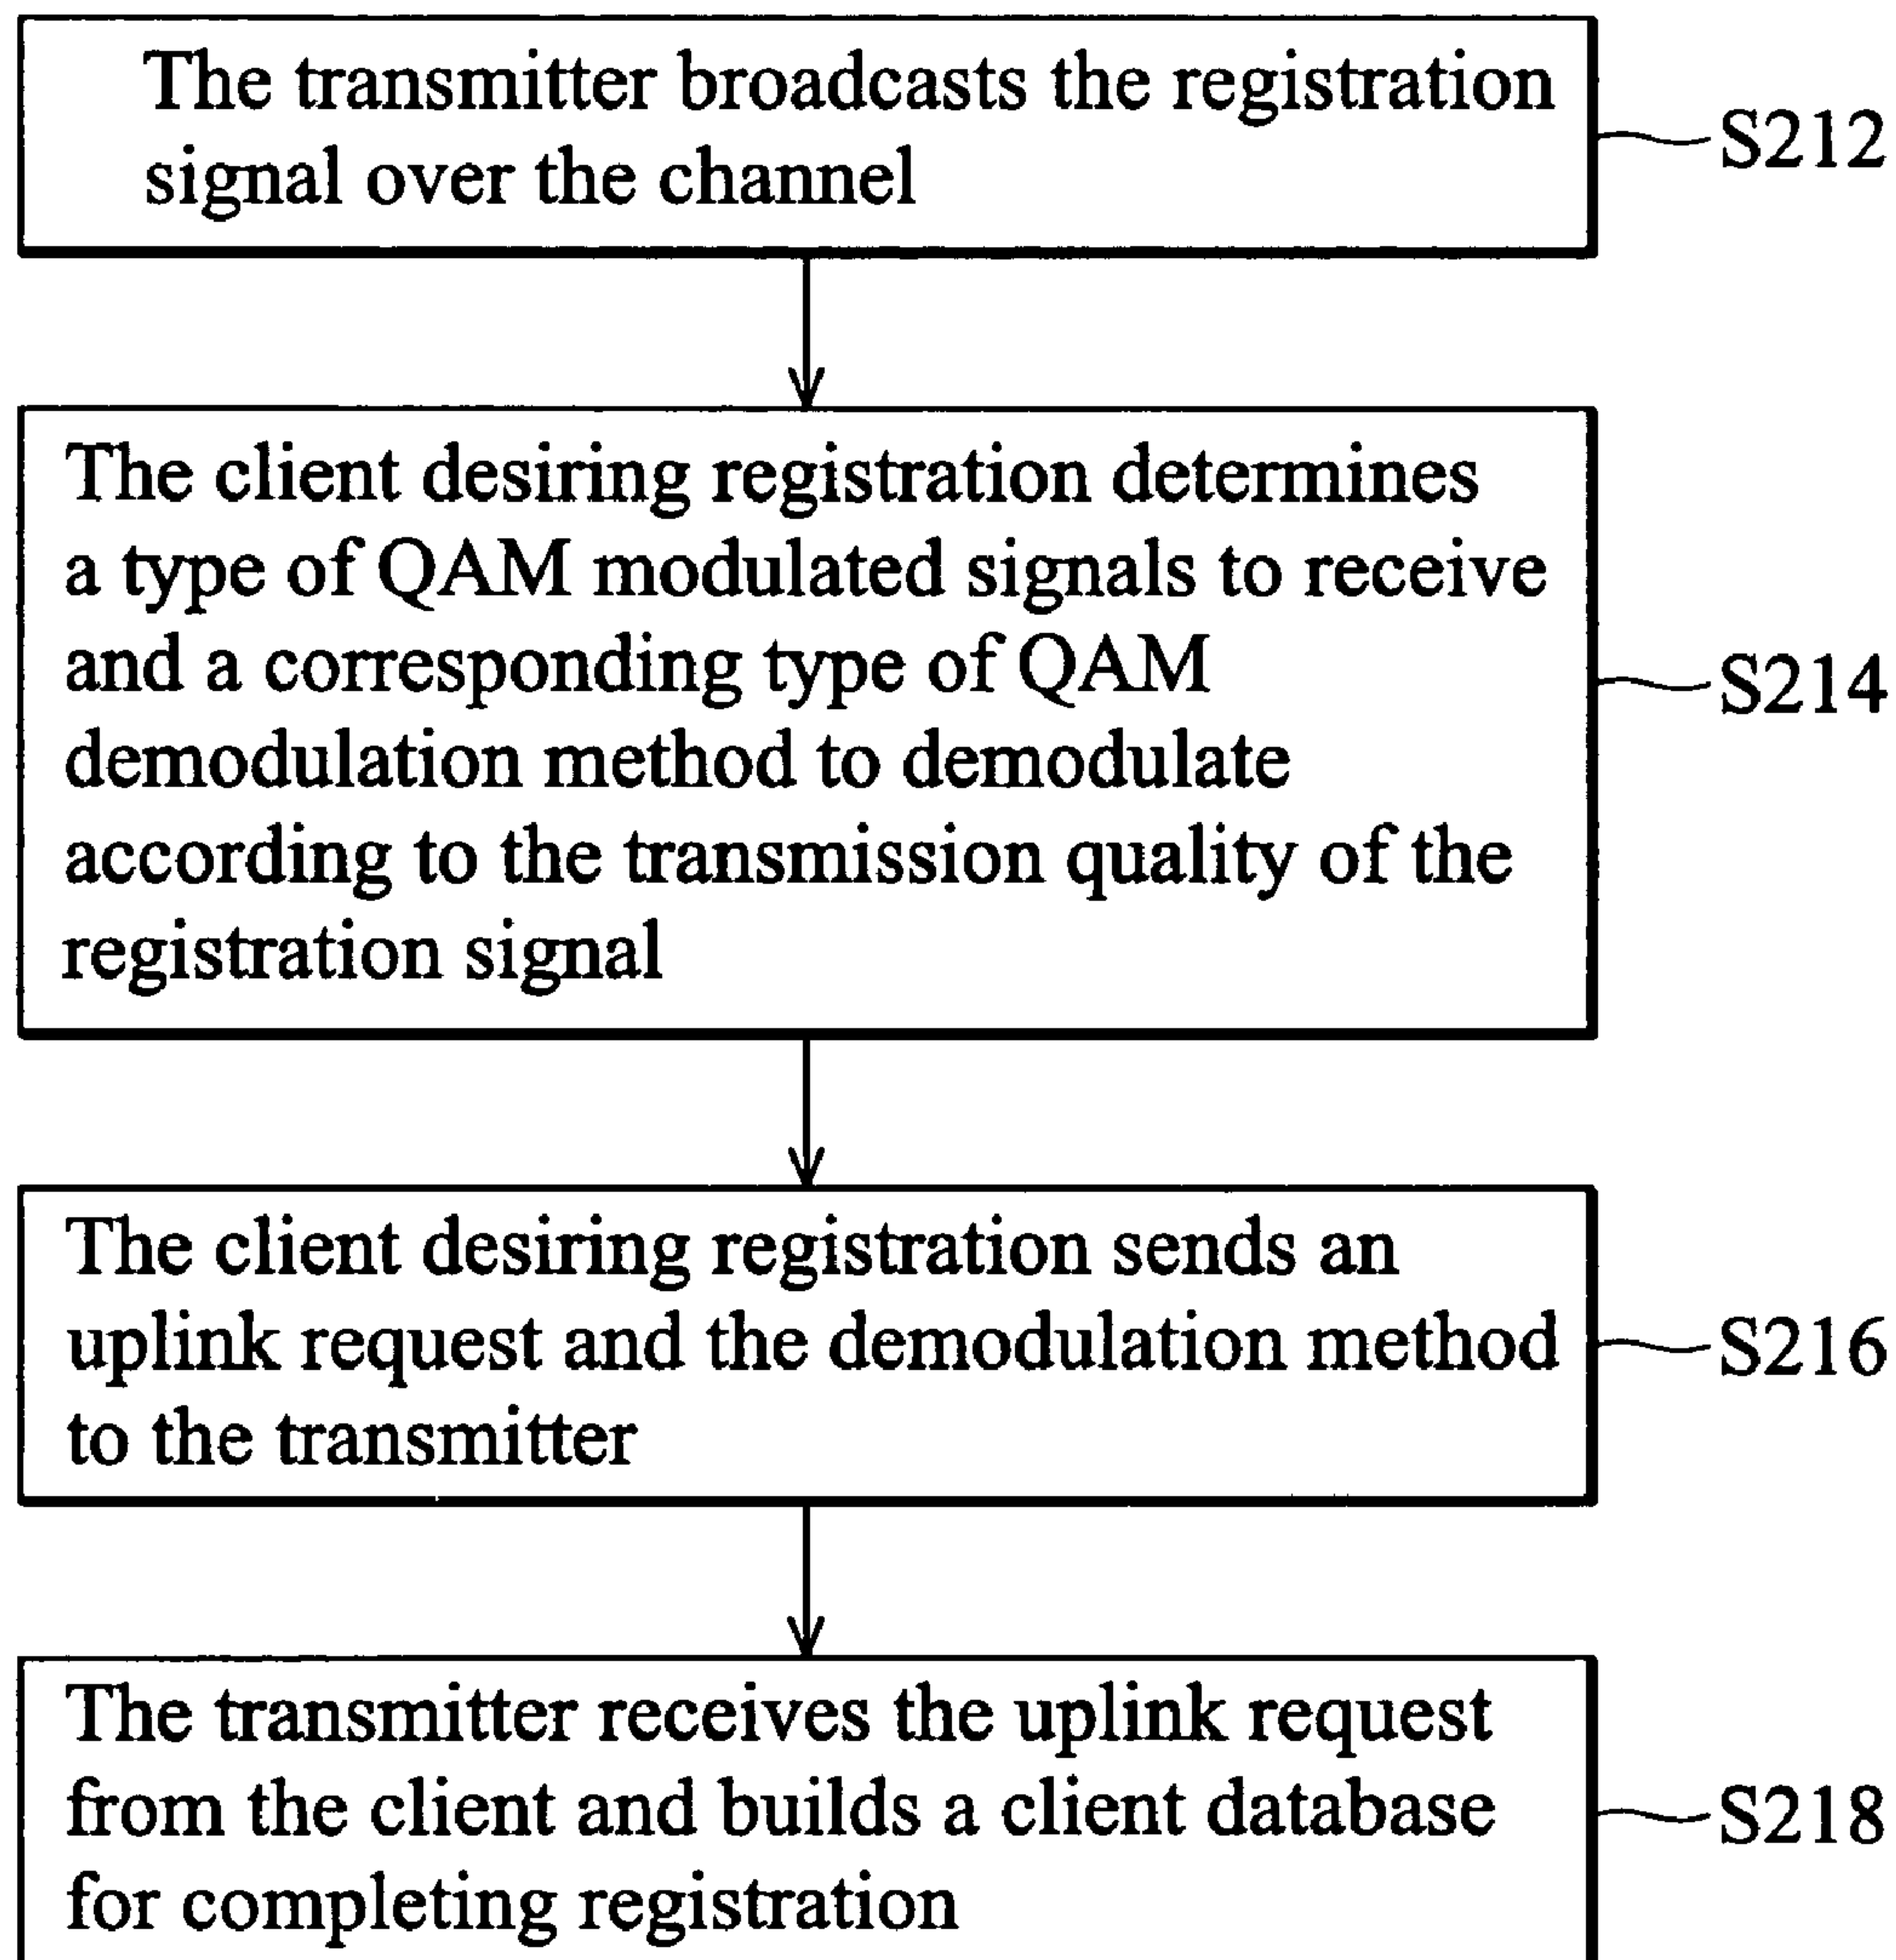 The transmitter broadcasts the registration
signal over the channel
S212
The client desiring registration determines
a type of QAM modulated signals to receive
and a corresponding type of QAM
demodulation method to demodulate
according to the transmission quality of the
registration signal
S214
The client desiring registration sends an
uplink request and the demodulation method
to the transmitter
S216
The transmitter receives the uplink request
from the client and builds a client database
for completing registration
S218